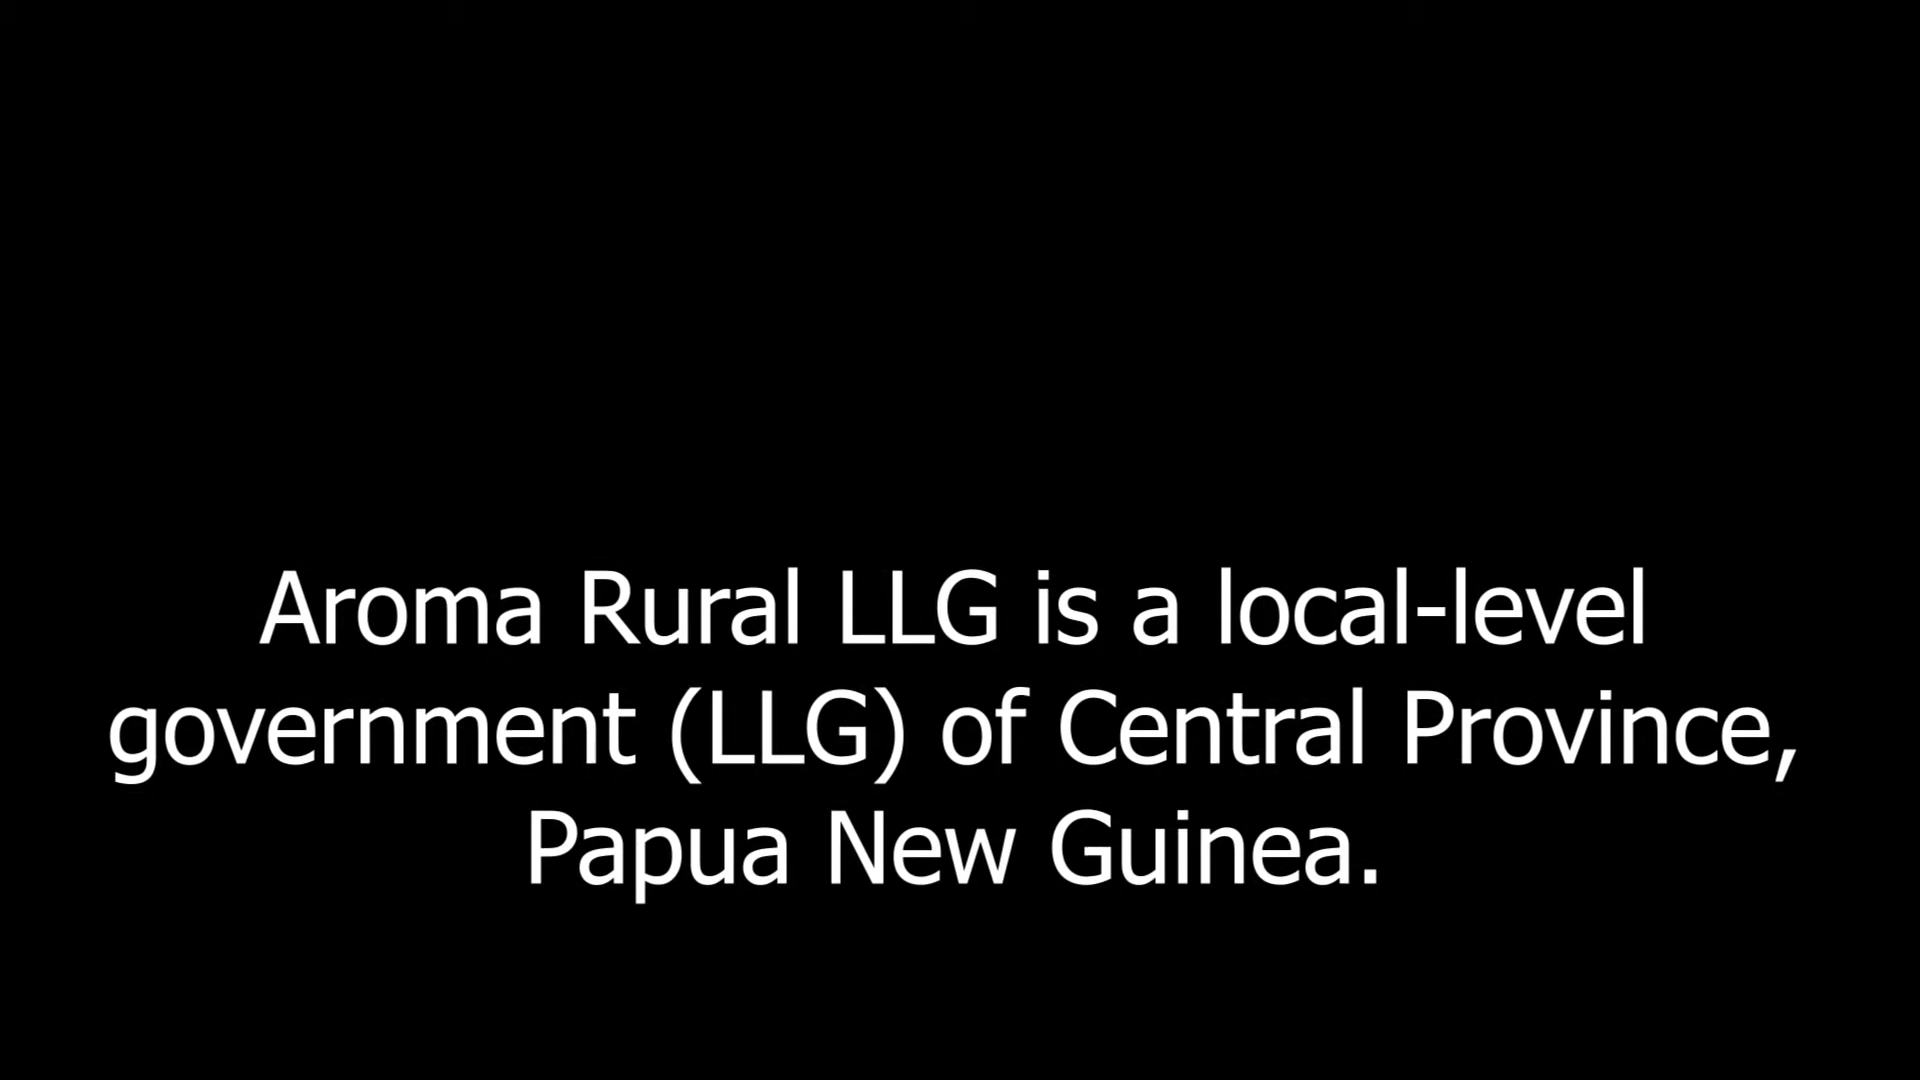 Aroma Rural LLG is a local-level
government (LLG) of Central Province,
Papua New Guinea.